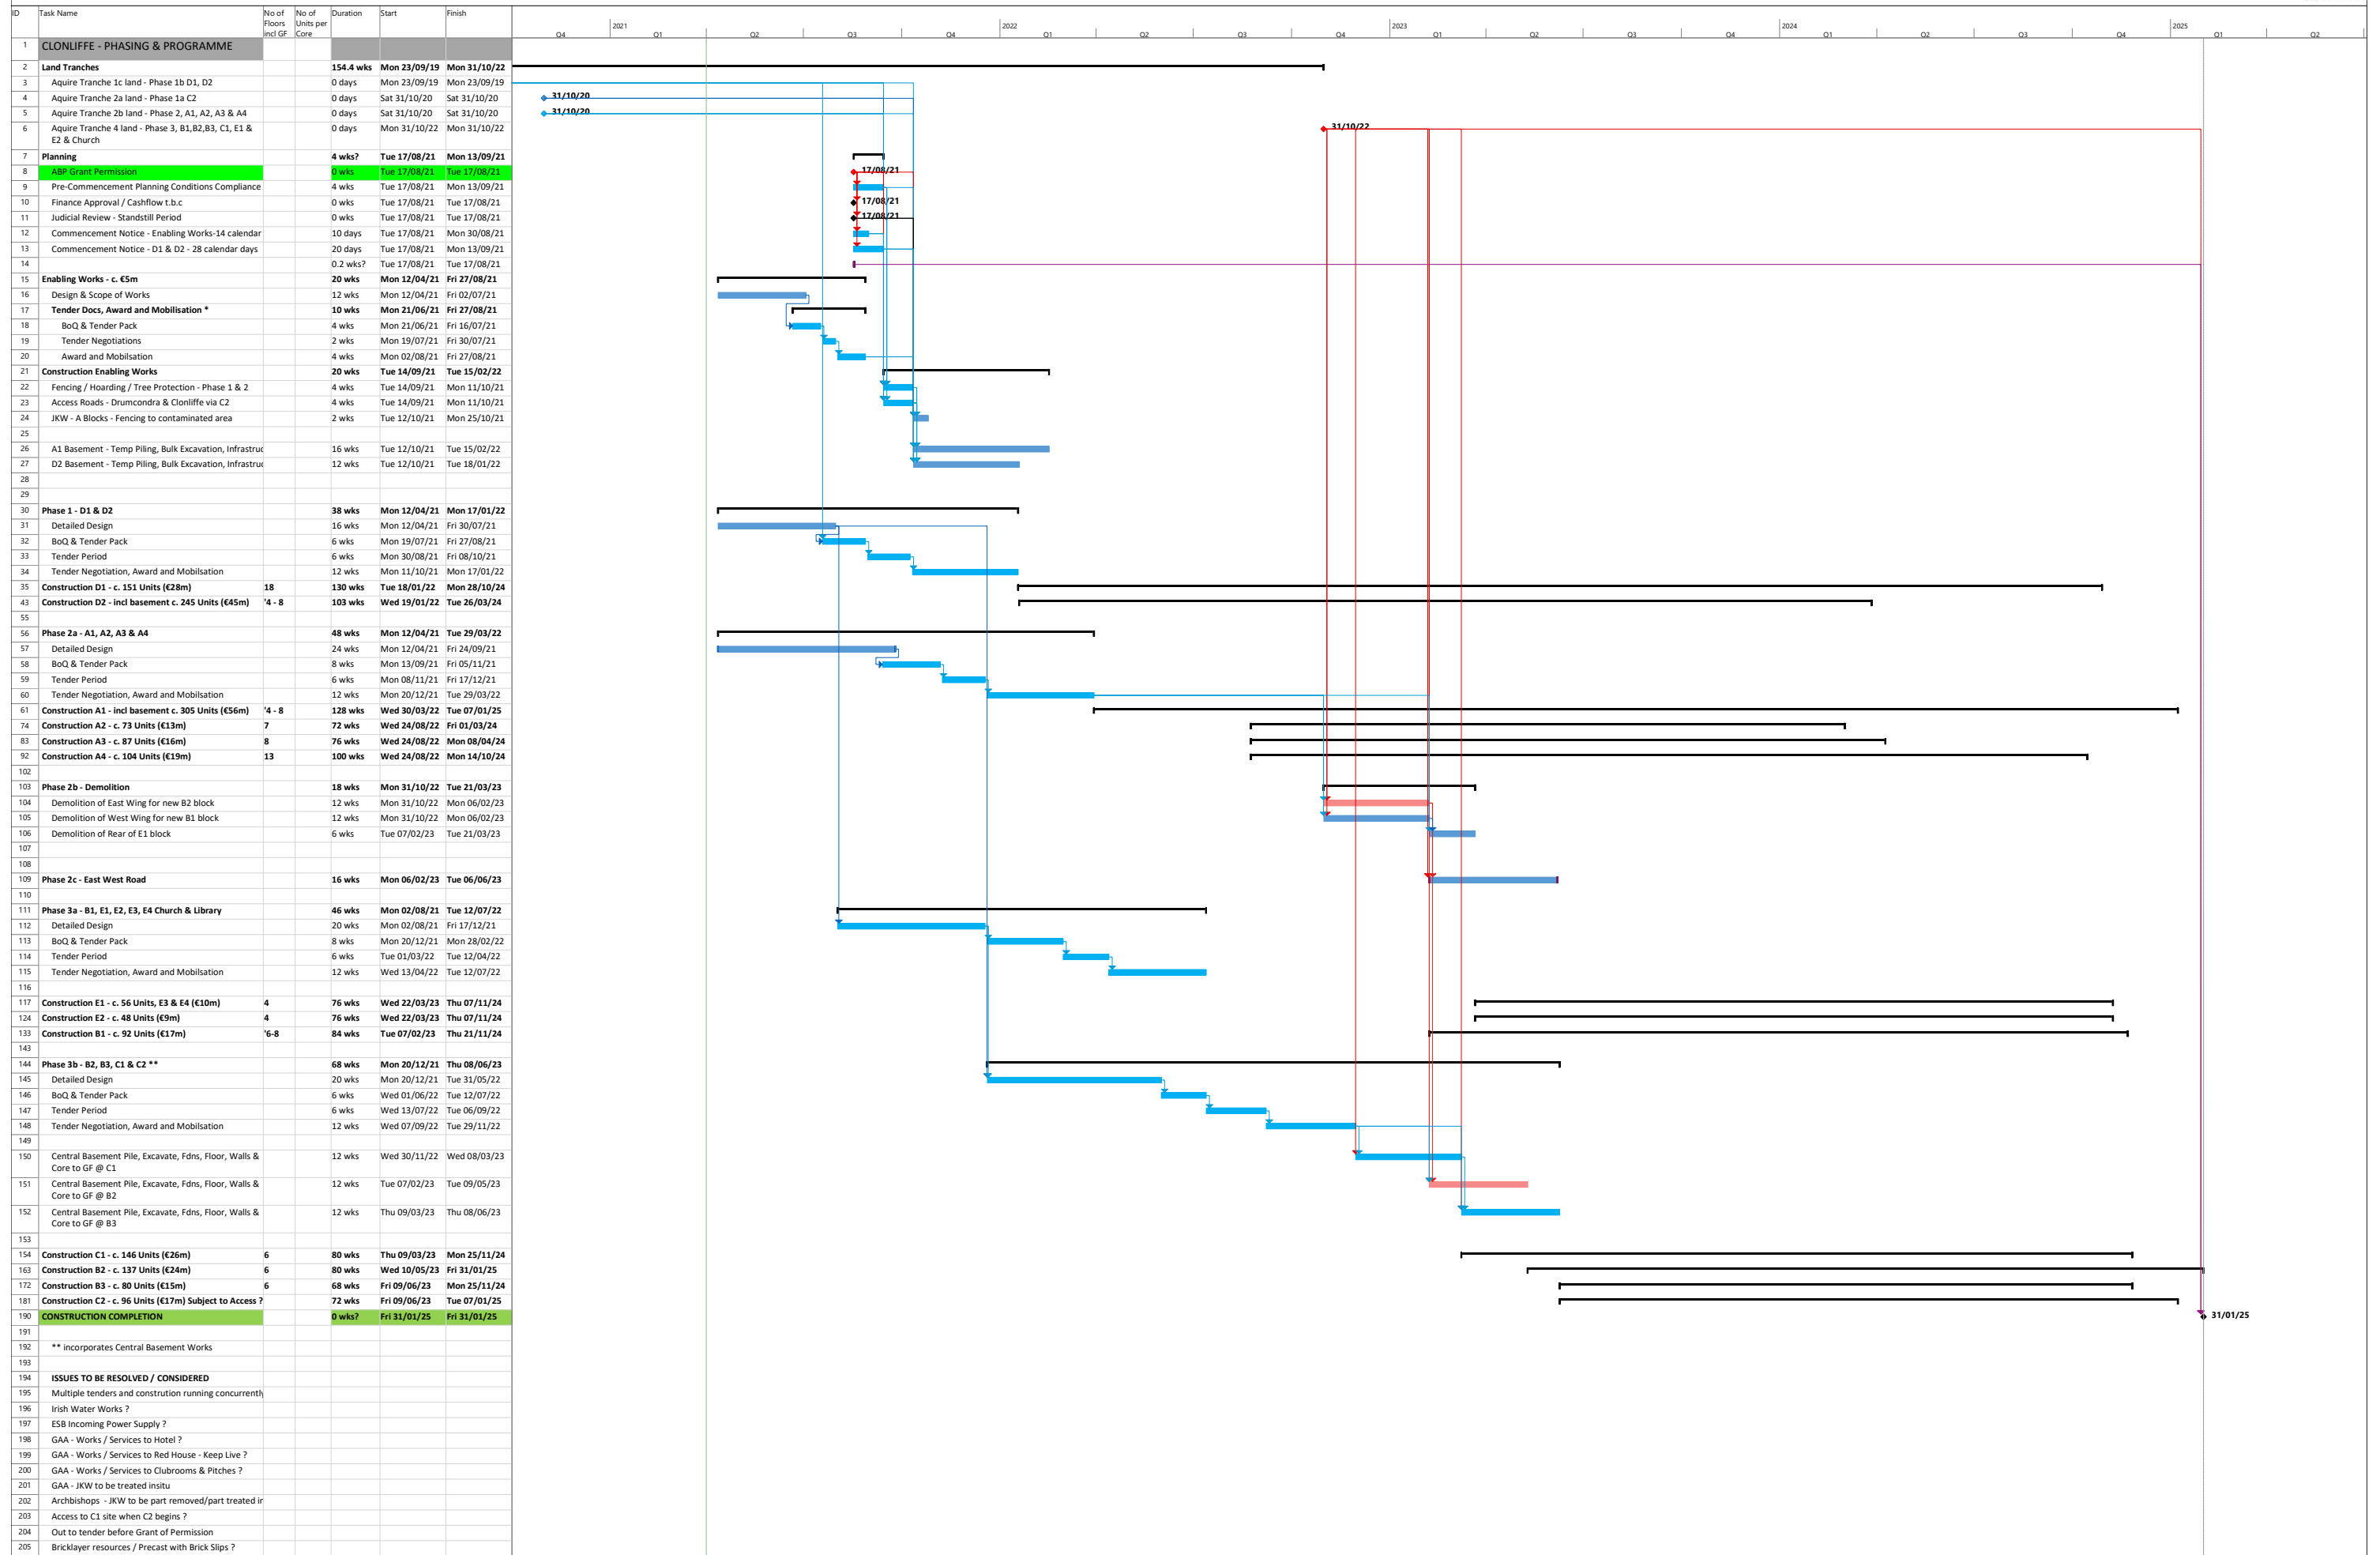 ID Task Name No of Floors incl GF No of Units per Core Duration Start Finish
2021 2022 2023 2024 2025
Q4 Q1 Q2 Q3 Q4 Q1 Q2 Q3 Q4 Q1 Q2 Q3 Q4 Q1 Q2 Q3 Q4 Q1 Q2
1 CLONLIFFE - PHASING & PROGRAMME
2 Land Tranches 154.4 wks Mon 23/09/19 Mon 31/10/22
3 Aquire Tranche 1c land - Phase 1b D1, D2 0 days Mon 23/09/19 Mon 23/09/19
4 Aquire Tranche 2a land - Phase 1a C2 0 days Sat 31/10/20 Sat 31/10/20 31/10/20
5 Aquire Tranche 2b land - Phase 2, A1, A2, A3 & A4 0 days Sat 31/10/20 Sat 31/10/20 31/10/20
6 Aquire Tranche 4 land - Phase 3, B1,B2,B3, C1, E1 & 0 days Mon 31/10/22 Mon 31/10/22 31/10/22
E2 & Church
7 Planning 4 wks? Tue 17/08/21 Mon 13/09/21
8 ABP Grant Permission 0 wks Tue 17/08/21 Tue 17/08/21 17/08/21
9 Pre-Commencement Planning Conditions Compliance 4 wks Tue 17/08/21 Mon 13/09/21
10 Finance Approval / Cashflow t.b.c 0 wks Tue 17/08/21 Tue 17/08/21 17/08/21
11 Judicial Review - Standstill Period 0 wks Tue 17/08/21 Tue 17/08/21 17/08/21
12 Commencement Notice - Enabling Works-14 calendar 10 days Tue 17/08/21 Mon 30/08/21
13 Commencement Notice - D1 & D2 - 28 calendar days 20 days Tue 17/08/21 Mon 13/09/21
14 0.2 wks? Tue 17/08/21 Tue 17/08/21
15 Enabling Works - c. €5m 20 wks Mon 12/04/21 Fri 27/08/21
16 Design & Scope of Works 12 wks Mon 12/04/21 Fri 02/07/21
17 Tender Docs, Award and Mobilisation * 10 wks Mon 21/06/21 Fri 27/08/21
18 BoQ & Tender Pack 4 wks Mon 21/06/21 Fri 16/07/21
19 Tender Negotiations 2 wks Mon 19/07/21 Fri 30/07/21
20 Award and Mobilsation 4 wks Mon 02/08/21 Fri 27/08/21
21 Construction Enabling Works 20 wks Tue 14/09/21 Tue 15/02/22
22 Fencing / Hoarding / Tree Protection - Phase 1 & 2 4 wks Tue 14/09/21 Mon 11/10/21
23 Access Roads - Drumcondra & Clonliffe via C2 4 wks Tue 14/09/21 Mon 11/10/21
24 JKW - A Blocks - Fencing to contaminated area 2 wks Tue 12/10/21 Mon 25/10/21
25
26 A1 Basement - Temp Piling, Bulk Excavation, Infrastruc 16 wks Tue 12/10/21 Tue 15/02/22
27 D2 Basement - Temp Piling, Bulk Excavation, Infrastruc 12 wks Tue 12/10/21 Tue 18/01/22
28
29
30 Phase 1 - D1 & D2 38 wks Mon 12/04/21 Mon 17/01/22
31 Detailed Design 16 wks Mon 12/04/21 Fri 30/07/21
32 BoQ & Tender Pack 6 wks Mon 19/07/21 Fri 27/08/21
33 Tender Period 6 wks Mon 30/08/21 Fri 08/10/21
34 Tender Negotiation, Award and Mobilsation 12 wks Mon 11/10/21 Mon 17/01/22
35 Construction D1 - c. 151 Units (€28m) 18 130 wks Tue 18/01/22 Mon 28/10/24
43 Construction D2 - incl basement c. 245 Units (€45m) '4 - 8 103 wks Wed 19/01/22 Tue 26/03/24
55
56 Phase 2a - A1, A2, A3 & A4 48 wks Mon 12/04/21 Tue 29/03/22
57 Detailed Design 24 wks Mon 12/04/21 Fri 24/09/21
58 BoQ & Tender Pack 8 wks Mon 13/09/21 Fri 05/11/21
59 Tender Period 6 wks Mon 08/11/21 Fri 17/12/21
60 Tender Negotiation, Award and Mobilsation 12 wks Mon 20/12/21 Tue 29/03/22
61 Construction A1 - incl basement c. 305 Units (€56m) '4 - 8 128 wks Wed 30/03/22 Tue 07/01/25
74 Construction A2 - c. 73 Units (€13m) 7 72 wks Wed 24/08/22 Fri 01/03/24
83 Construction A3 - c. 87 Units (€16m) 8 76 wks Wed 24/08/22 Mon 08/04/24
92 Construction A4 - c. 104 Units (€19m) 13 100 wks Wed 24/08/22 Mon 14/10/24
102
103 Phase 2b - Demolition 18 wks Mon 31/10/22 Tue 21/03/23
104 Demolition of East Wing for new B2 block 12 wks Mon 31/10/22 Mon 06/02/23
105 Demolition of West Wing for new B1 block 12 wks Mon 31/10/22 Mon 06/02/23
106 Demolition of Rear of E1 block 6 wks Tue 07/02/23 Tue 21/03/23
107
108
109 Phase 2c - East West Road 16 wks Mon 06/02/23 Tue 06/06/23
110
111 Phase 3a - B1, E1, E2, E3, E4 Church & Library 46 wks Mon 02/08/21 Tue 12/07/22
112 Detailed Design 20 wks Mon 02/08/21 Fri 17/12/21
113 BoQ & Tender Pack 8 wks Mon 20/12/21 Mon 28/02/22
114 Tender Period 6 wks Tue 01/03/22 Tue 12/04/22
115 Tender Negotiation, Award and Mobilsation 12 wks Wed 13/04/22 Tue 12/07/22
116
117 Construction E1 - c. 56 Units, E3 & E4 (€10m) 4 76 wks Wed 22/03/23 Thu 07/11/24
124 Construction E2 - c. 48 Units (€9m) 4 76 wks Wed 22/03/23 Thu 07/11/24
133 Construction B1 - c. 92 Units (€17m) '6-8 84 wks Tue 07/02/23 Thu 21/11/24
143
144 Phase 3b - B2, B3, C1 & C2 ** 68 wks Mon 20/12/21 Thu 08/06/23
145 Detailed Design 20 wks Mon 20/12/21 Tue 31/05/22
146 BoQ & Tender Pack 6 wks Wed 01/06/22 Tue 12/07/22
147 Tender Period 6 wks Wed 13/07/22 Tue 06/09/22
148 Tender Negotiation, Award and Mobilsation 12 wks Wed 07/09/22 Tue 29/11/22
149
150 Central Basement Pile, Excavate, Fdns, Floor, Walls & 12 wks Wed 30/11/22 Wed 08/03/23
Core to GF @ C1
151 Central Basement Pile, Excavate, Fdns, Floor, Walls & 12 wks Tue 07/02/23 Tue 09/05/23
Core to GF @ B2
152 Central Basement Pile, Excavate, Fdns, Floor, Walls & 12 wks Thu 09/03/23 Thu 08/06/23
Core to GF @ B3
153
154 Construction C1 - c. 146 Units (€26m) 6 80 wks Thu 09/03/23 Mon 25/11/24
163 Construction B2 - c. 137 Units (€24m) 6 80 wks Wed 10/05/23 Fri 31/01/25
172 Construction B3 - c. 80 Units (€15m) 6 68 wks Fri 09/06/23 Mon 25/11/24
181 Construction C2 - c. 96 Units (€17m) Subject to Access ? 72 wks Fri 09/06/23 Tue 07/01/25
190 CONSTRUCTION COMPLETION 0 wks? Fri 31/01/25 Fri 31/01/25 31/01/25
191
192 ** incorporates Central Basement Works
193
194 ISSUES TO BE RESOLVED / CONSIDERED
195 Multiple tenders and constrution running concurrently
196 Irish Water Works ?
197 ESB Incoming Power Supply ?
198 GAA - Works / Services to Hotel ?
199 GAA - Works / Services to Red House - Keep Live ?
200 GAA - Works / Services to Clubrooms & Pitches ?
201 GAA - JKW to be treated insitu
202 Archbishops - JKW to be part removed/part treated in
203 Access to C1 site when C2 begins ?
204 Out to tender before Grant of Permission
205 Bricklayer resources / Precast with Brick Slips ?